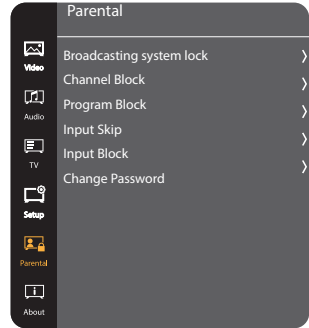 Parental
Video
Audio
TV
Setup
Parental
About
Broadcasting system lock
Channel Block
Program Block
Input Skip
Input Block
Change Password